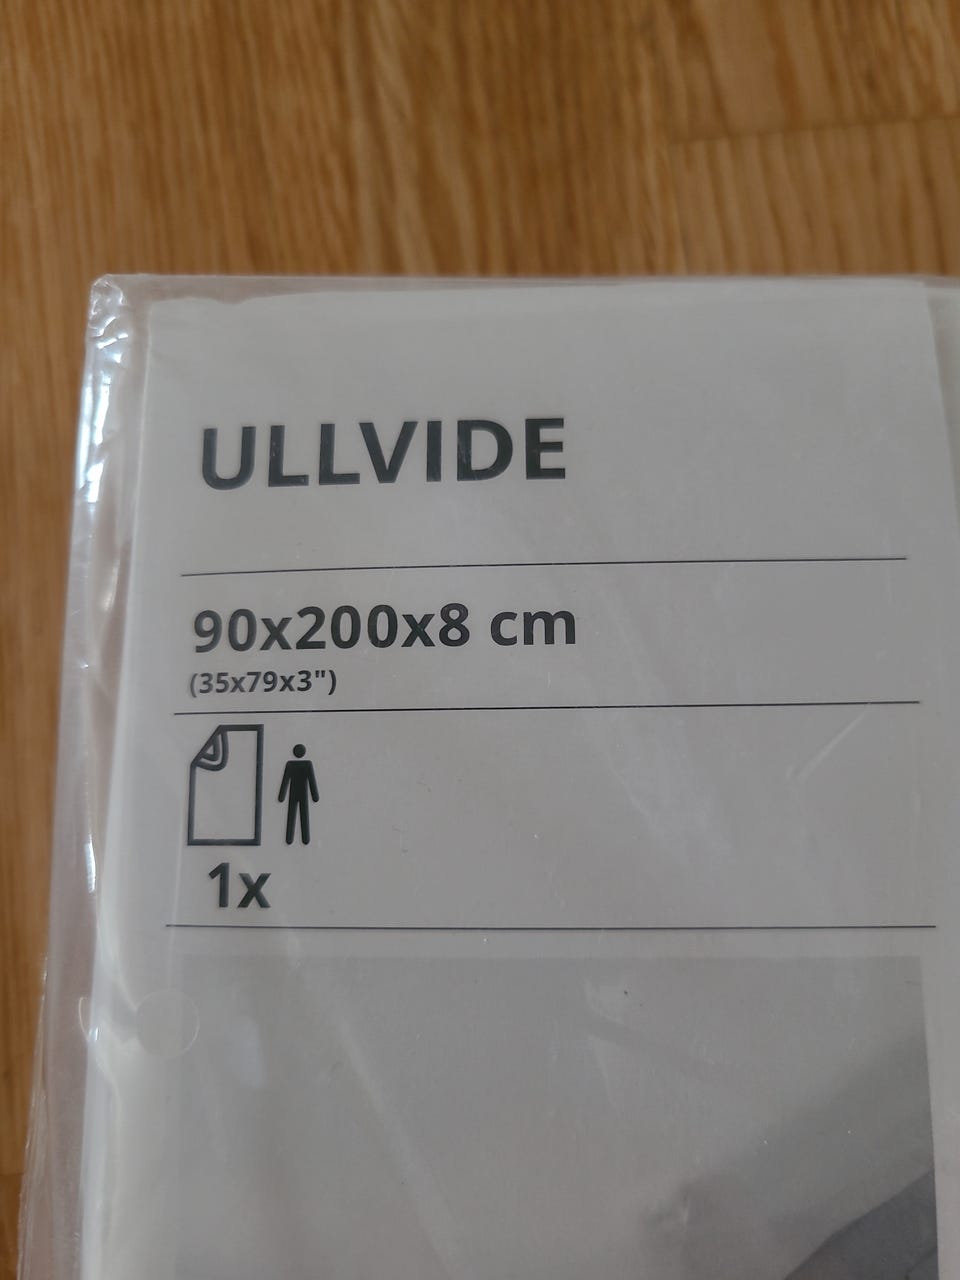 ULLVIDE
90x200x8 cm
(35x79x3")
1x